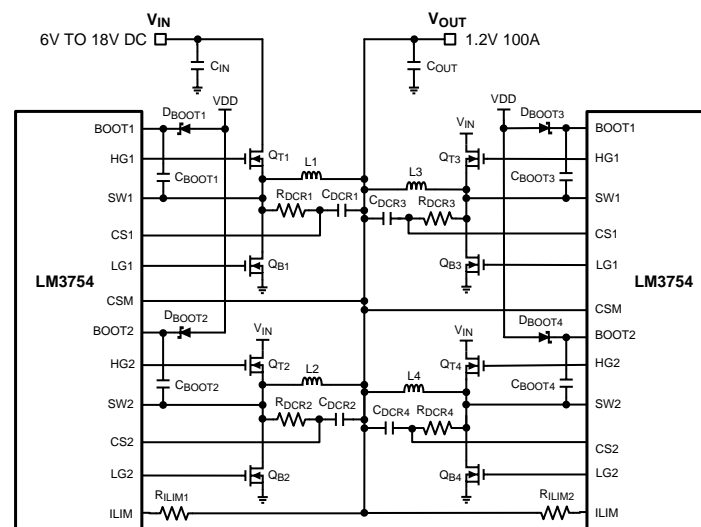 VIN
VOUT
6V TO 18V DC
1.2V 100A
CIN
COUT
DBOOT1
VDD
VDD
DBOOT3
BOOT1
VIN
BOOT1
HG1
QT1
L1
L3
QT3
HG1
CBOOT1
CBOOT3
SW1
RDCR1
CDCR1
CDCR3
RDCR3
SW1
CS1
CS1
LG1
QB1
QB3
LG1
LM3754
LM3754
CSM
CSM
DBOOT2
DBOOT4
BOOT2
VIN
VIN
BOOT2
HG2
QT2
L2
L4
QT4
HG2
CBOOT2
CBOOT4
SW2
RDCR2
CDCR2
CDCR4
RDCR4
SW2
CS2
CS2
LG2
QB2
QB4
LG2
RILIM1
RILIM2
ILIM
ILIM